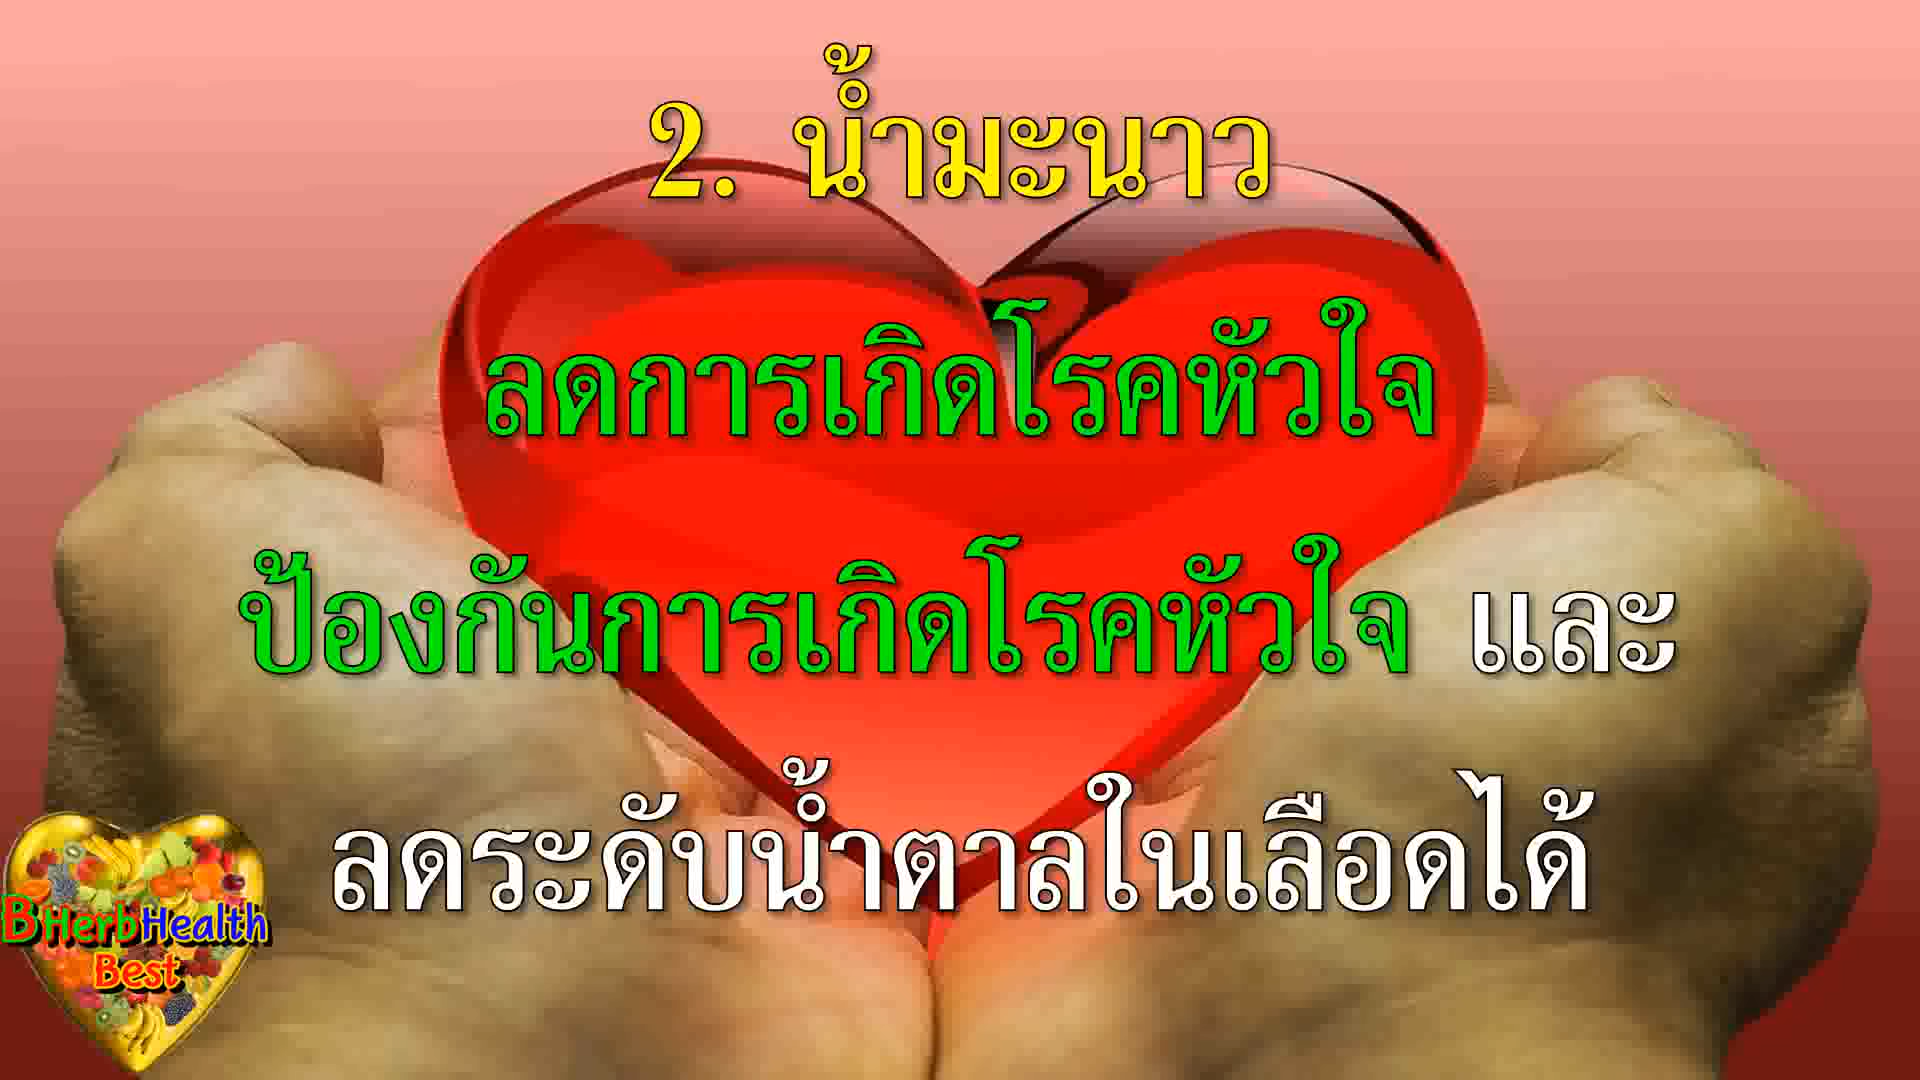 2. น้ำมะนาว
ลดการเกิดโรคหัวใจ
ป้องกันการเกิดโรคหัวใจ และ
ลดระดับน้ำตาลในเลือดได้
BHerbHealth
Best